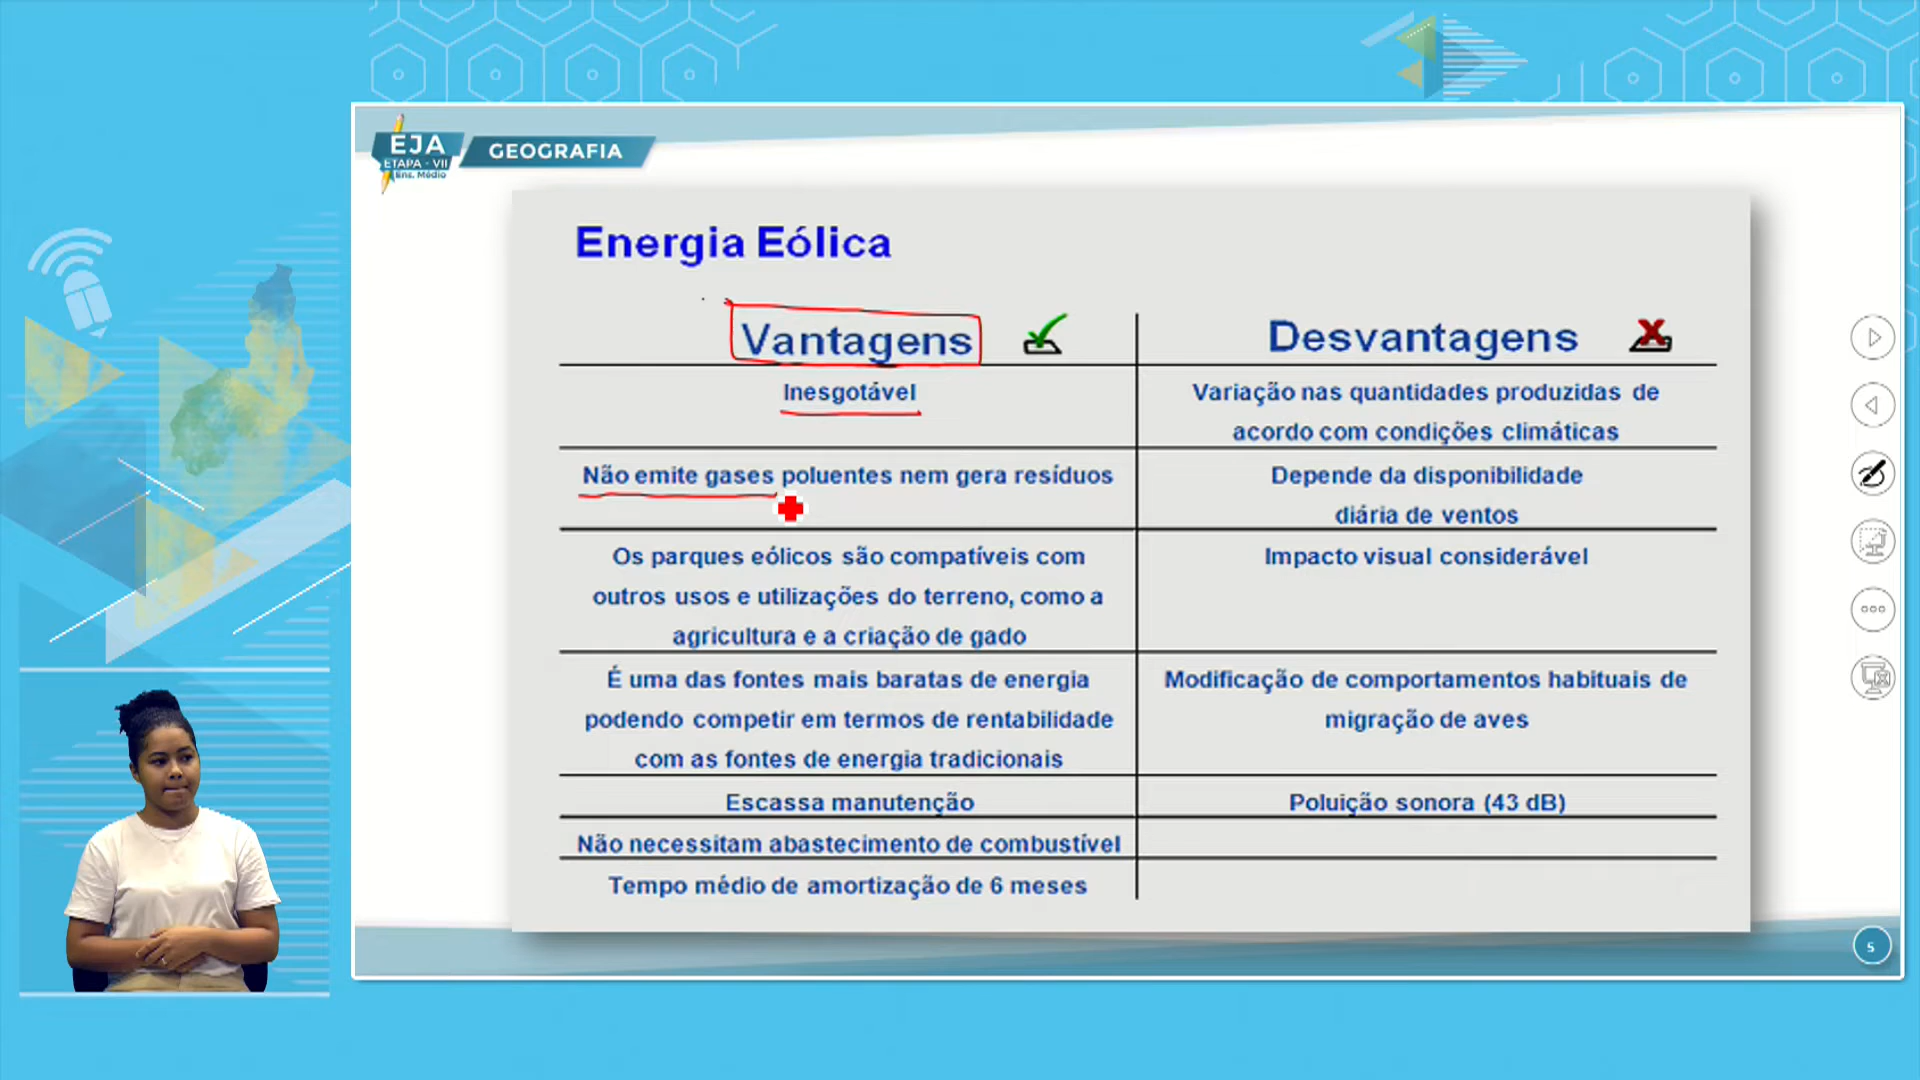 EJA
ETAPA - VII
Ens. Médio
GEOGRAFIA
Energia Eólica
Vantagens
Desvantagens
Inesgotável
Variação nas quantidades produzidas de
acordo com condições climáticas
Não emite gases poluentes nem gera resíduos
Depende da disponibilidade
diária de ventos
Os parques eólicos são compatíveis com
outros usos e utilizações do terreno, como a
agricultura e a criação de gado
Impacto visual considerável
É uma das fontes mais baratas de energia
podendo competir em termos de rentabilidade
com as fontes de energia tradicionais
Modificação de comportamentos habituais de
migração de aves
Escassa manutenção
Poluição sonora (43 dB)
Não necessitam abastecimento de combustível
Tempo médio de amortização de 6 meses
5